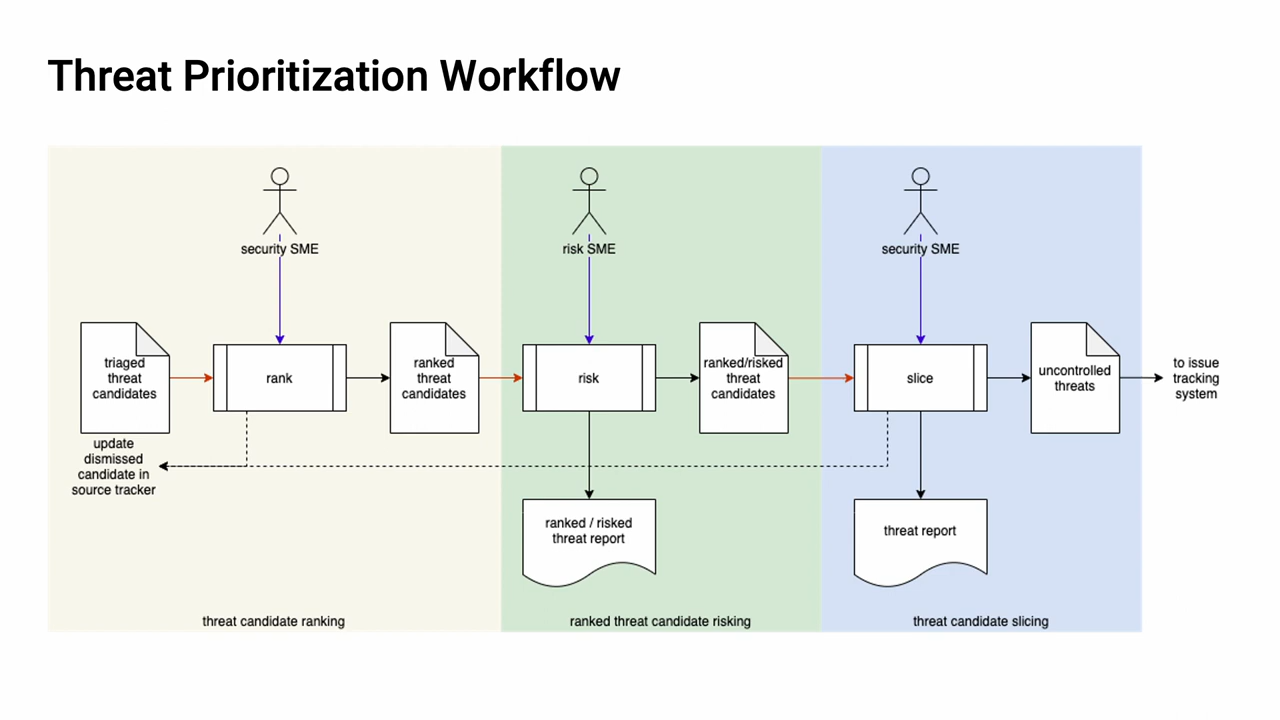 Threat Prioritization Workflow
security SME
risk SME
security SME
triaged
threat
candidates
rank
ranked
threat
candidates
risk
ranked/risked
threat
candidates
slice
uncontrolled
threats
to issue
tracking
system
update
dismissed
candidate in
source tracker
ranked / risked
threat report
threat report
threat candidate ranking
ranked threat candidate risking
threat candidate slicing